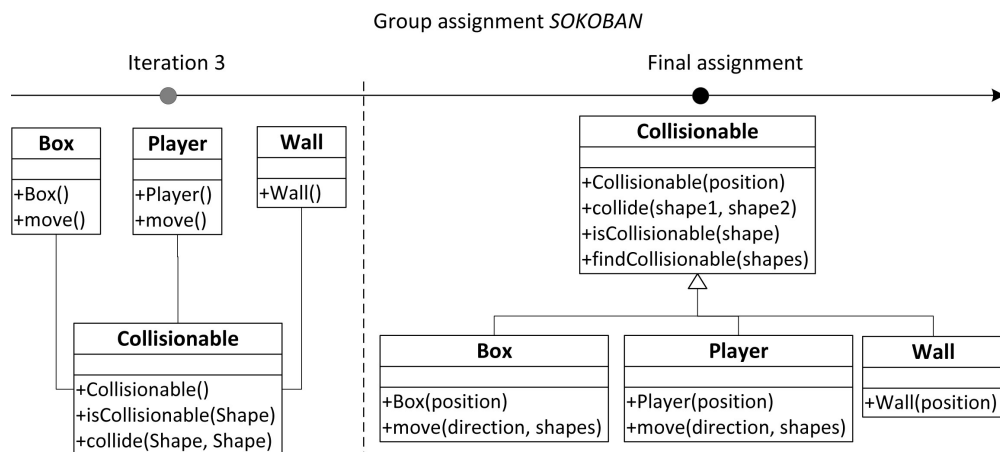 Group assignment SOKOBAN
Iteration 3
Box
+Box()
+move()
Player
+Player()
+move()
Wall
+Wall()
Collisionable
+Collisionable()
+isCollisionable(Shape)
+collide(Shape, Shape)
Final assignment
Collisionable
+Collisionable(position)
+collide(shape1, shape2)
+isCollisionable(shape)
+findCollisionable(shapes)
Box
+Box(position)
+move(direction, shapes)
Player
+Player(position)
+move(direction, shapes)
Wall
+Wall(position)